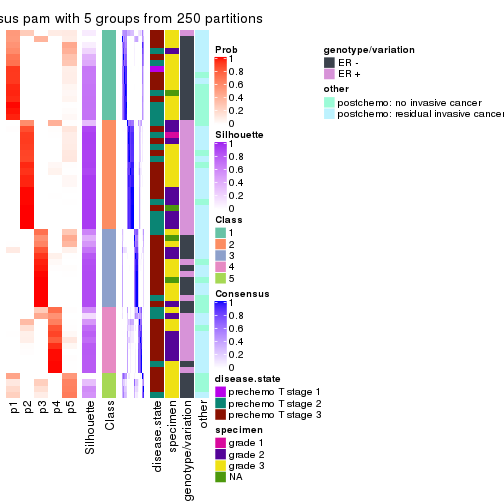 sus pam with 5 groups from 250 partitions
Prob
1
0.8
0.6
0.4
0.2
0
Silhouette
1
0.8
0.6
0.4
0.2
0
Class
1
2
3
4
5
Consensus
1
0.8
0.6
0.4
0.2
0
disease.state
prechemo T stage 1
prechemo T stage 2
prechemo T stage 3
specimen
grade 1
grade 2
grade 3
NA
genotype/variation
ER -
ER +
other
postchemo: no invasive cancer
postchemo: residual invasive cancer
p1
p2
p3
p4
p5
Silhouette
Class
disease.state
specimen
genotype/variation
other